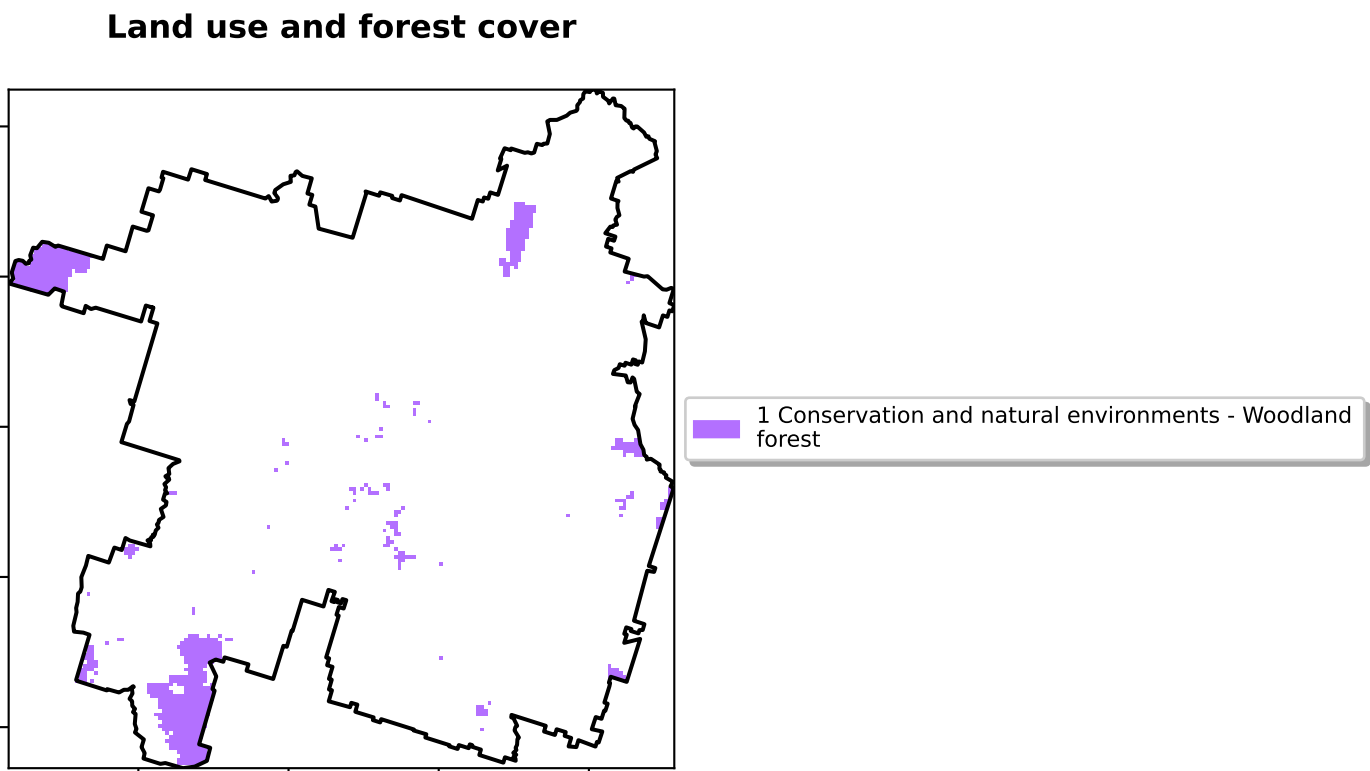 Land use and forest cover
1 Conservation and natural environments - Woodland
forest